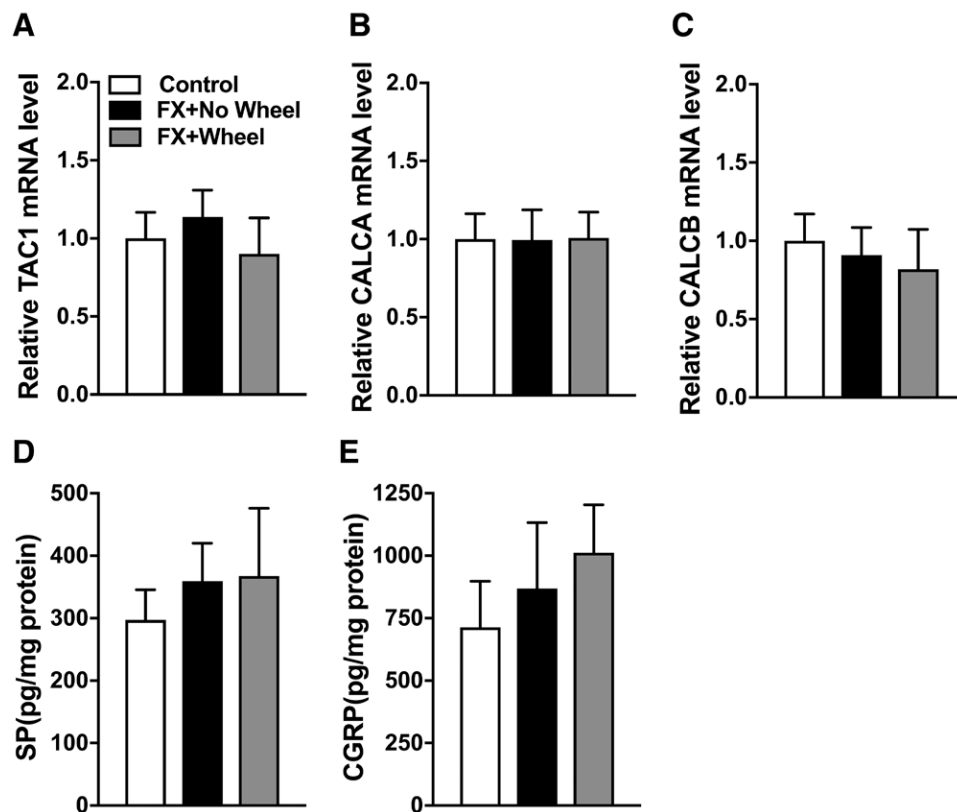 A
Relative TAC1 mRNA level
2.0
1.5
1.0
0.5
0.0
Control
FX+No Wheel
FX+Wheel
B
Relative CALCA mRNA level
2.0
1.5
1.0
0.5
0.0
C
Relative CALCB mRNA level
2.0
1.5
1.0
0.5
0.0
D
SP(pg/mg protein)
500
400
300
200
100
0
E
CGRP(pg/mg protein)
1250
1000
750
500
250
0